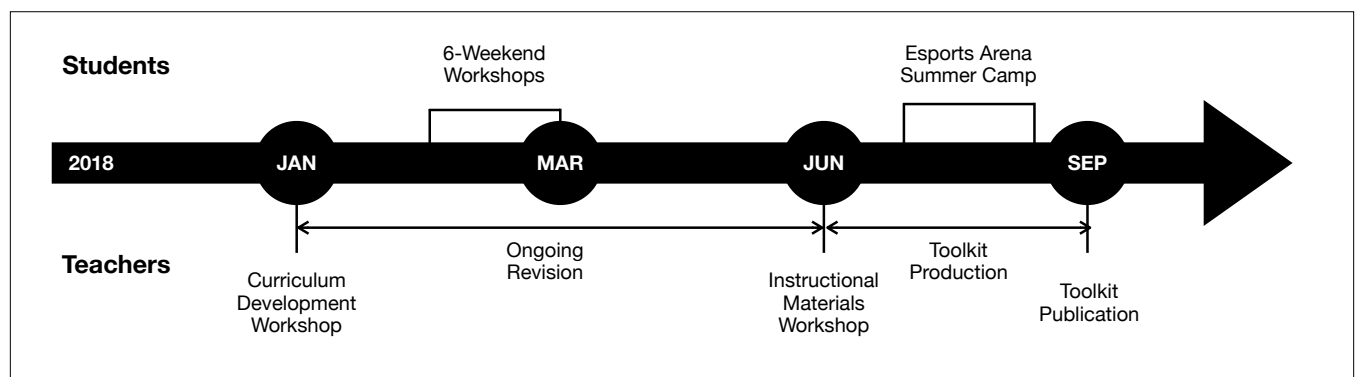 Students
6-Weekend
Workshops
Esports Arena
Summer Camp
2018
JAN
MAR
JUN
SEP
Teachers
Curriculum
Development
Workshop
Ongoing
Revision
Instructional
Materials
Workshop
Toolkit
Production
Toolkit
Publication